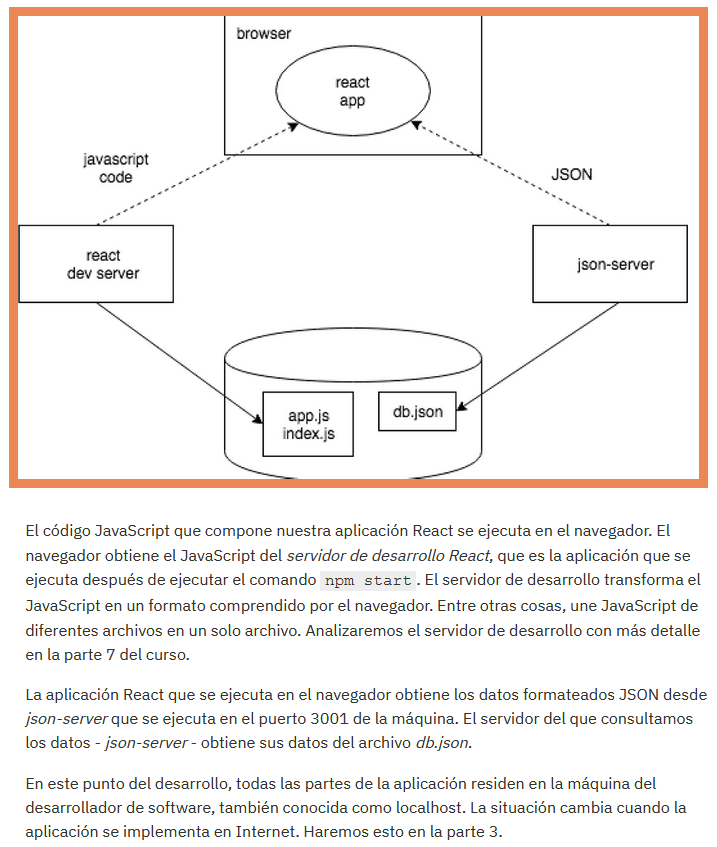 browser
react
app
javascript
code
JSON
react
dev server
json-server
app.js
index.js
db.json
El código JavaScript que compone nuestra aplicación React se ejecuta en el navegador. El
navegador obtiene el JavaScript del servidor de desarrollo React, que es la aplicación que se
ejecuta después de ejecutar el comando npm start. El servidor de desarrollo transforma el
JavaScript en un formato comprendido por el navegador. Entre otras cosas, une JavaScript de
diferentes archivos en un solo archivo. Analizaremos el servidor de desarrollo con más detalle
en la parte 7 del curso.
La aplicación React que se ejecuta en el navegador obtiene los datos formateados JSON desde
json-server que se ejecuta en el puerto 3001 de la máquina. El servidor del que consultamos
los datos - json-server - obtiene sus datos del archivo db.json.
En este punto del desarrollo, todas las partes de la aplicación residen en la máquina del
desarrollador de software, también conocida como localhost. La situación cambia cuando la
aplicación se implementa en Internet. Haremos esto en la parte 3.